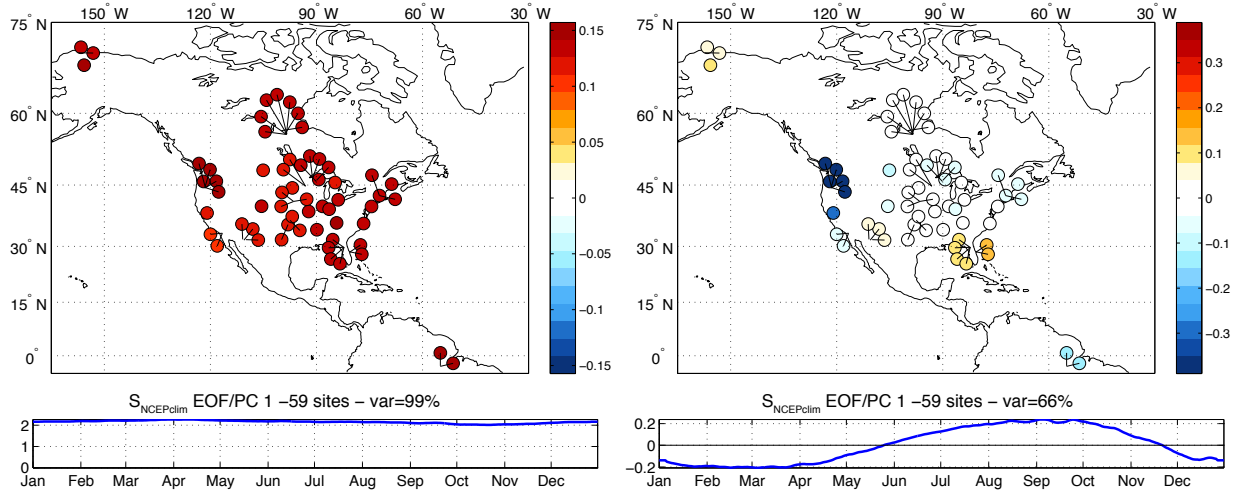 150° W 120° W 90° W 60° W 30° W
75° N
60° N
45° N
30° N
15° N
0°
0.15
0.1
0.05
0
−0.05
−0.1
−0.15
S_NCEPclim EOF/PC 1 −59 sites − var=99%
2
1
0
Jan Feb Mar Apr May Jun Jul Aug Sep Oct Nov Dec
150° W 120° W 90° W 60° W 30° W
75° N
60° N
45° N
30° N
15° N
0°
0.3
0.2
0.1
0
−0.1
−0.2
−0.3
S_NCEPclim EOF/PC 1 −59 sites − var=66%
0.2
0
−0.2
Jan Feb Mar Apr May Jun Jul Aug Sep Oct Nov Dec